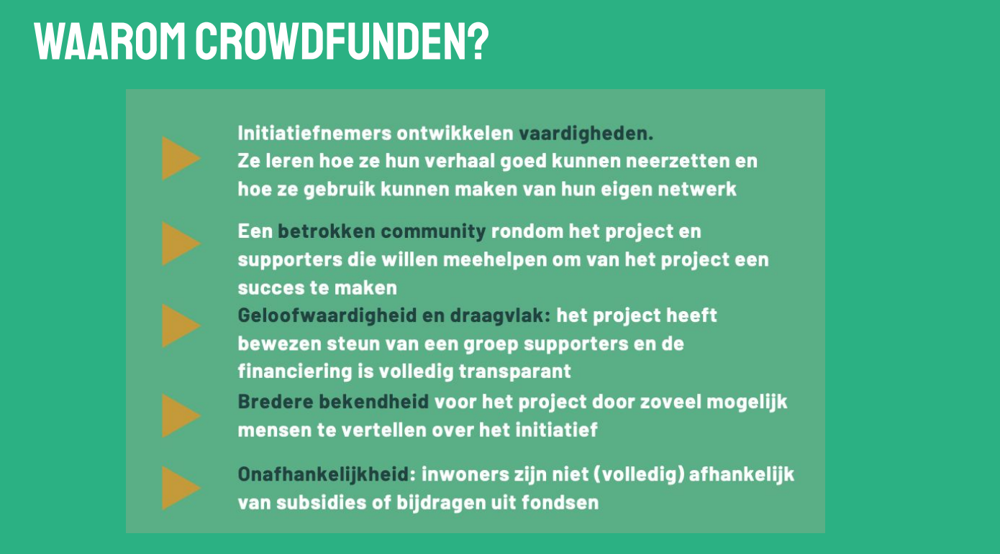 WAAROM CROWDFUNDEN?
Initiatiefnemers ontwikkelen vaardigheden.
Ze leren hoe ze hun verhaal goed kunnen neerzetten en
hoe ze gebruik kunnen maken van hun eigen netwerk
Een betrokken community rondom het project en
supporters die willen meehelpen om van het project een
succes te maken
Geloofwaardigheid en draagvlak: het project heeft
bewezen steun van een groep supporters en de
financiering is volledig transparant
Bredere bekendheid voor het project door zoveel mogelijk
mensen te vertellen over het initiatief
Onafhankelijkheid: inwoners zijn niet (volledig) afhankelijk
van subsidies of bijdragen uit fondsen